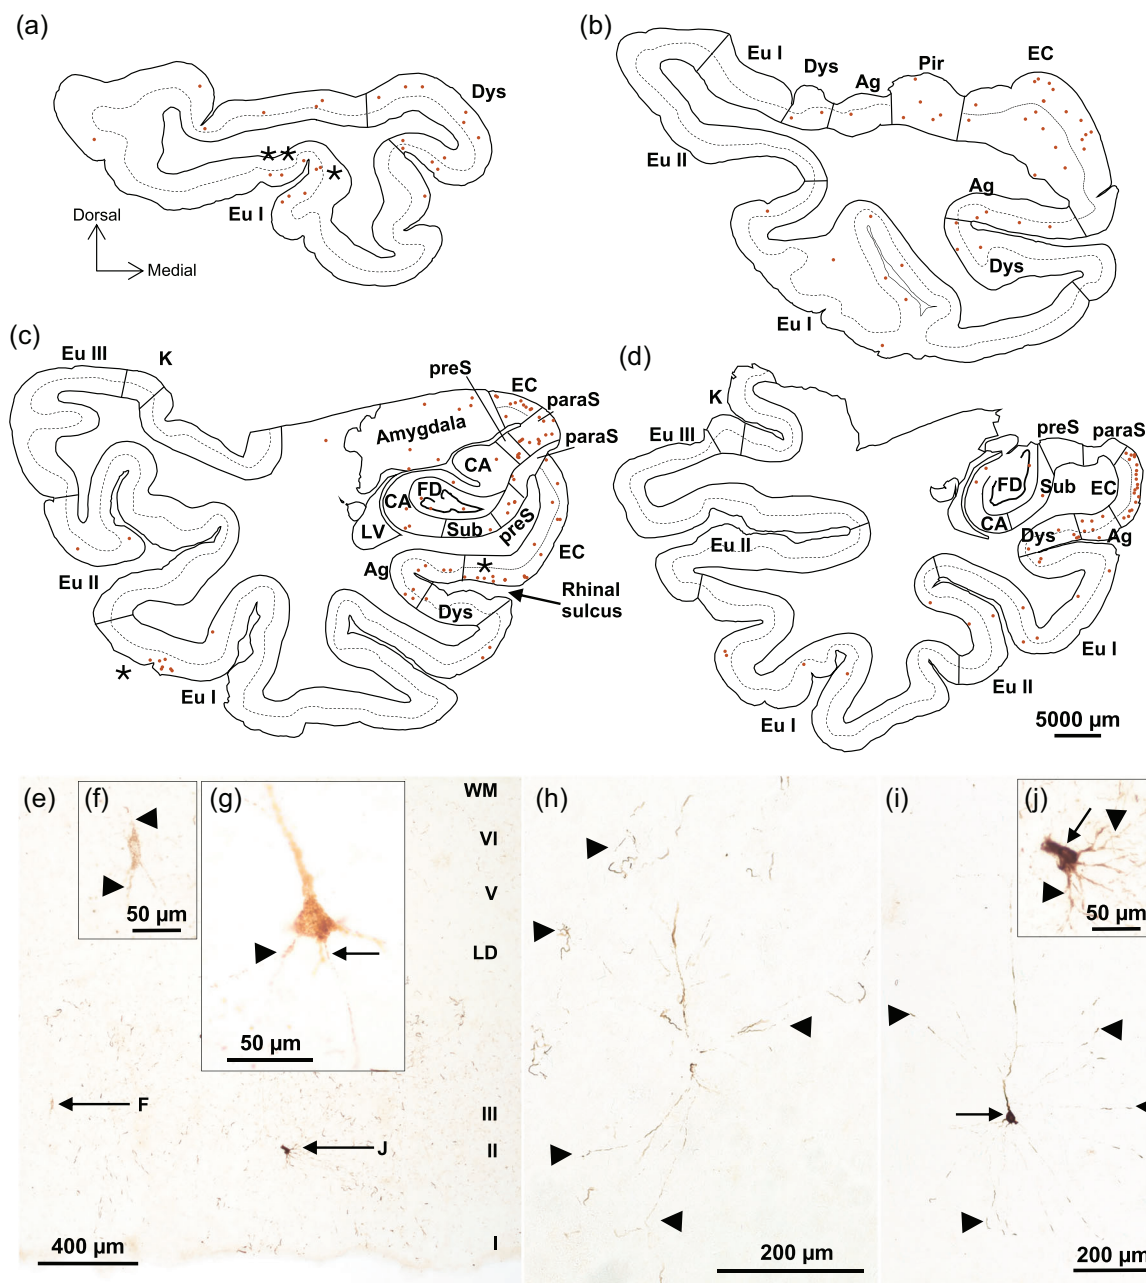 (a)
Dys
**
*
Eu I
Dorsal
Medial
(b)
Eu I
Dys
Ag
Pir
EC
Eu II
Ag
Dys
Eu I
(c)
Eu III
K
preS
EC
paraS
paraS
Amygdala
CA
FD
CA
LV
Sub
preS
EC
*
Ag
Rhinal
sulcus
Dys
Eu II
*
Eu I
(d)
K
Eu III
preS
paraS
FD
Sub
EC
CA
Dys
Ag
Eu II
Eu I
Eu II
Eu I
5000 µm
(e)
(f)
50 µm
(g)
50 µm
WM
VI
V
LD
III
II
I
F
J
400 µm
(h)
200 µm
(i)
(j)
50 µm
200 µm